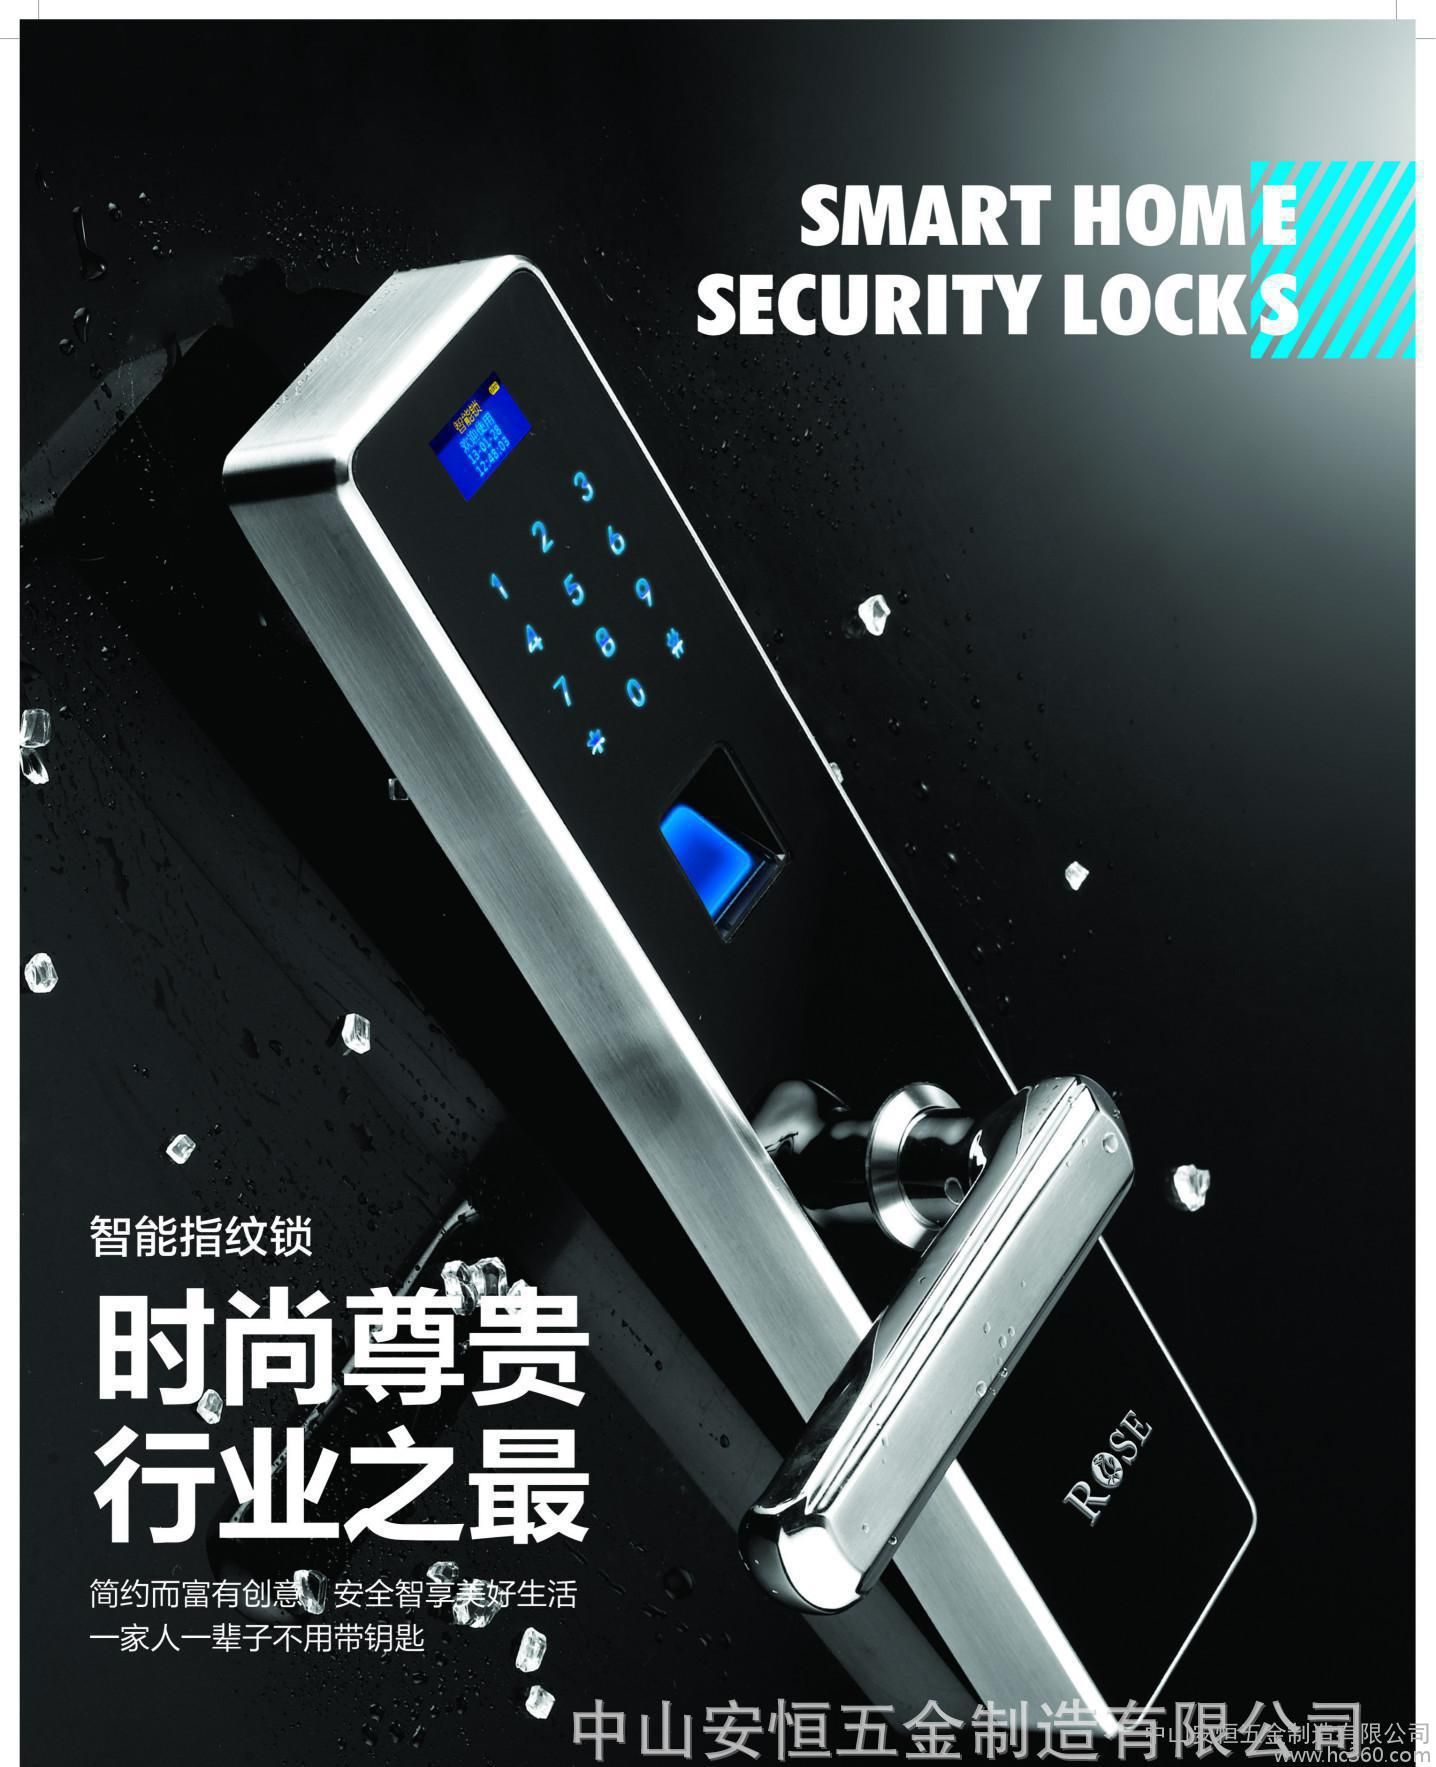 SMART HOME
SECURITY LOCKS
智能锁
欢迎使用
13-01-28
12:48:03
1 2 3
4 5 6
7 8 9
* 0 *
智能指纹锁
时尚尊贵
行业之最
简约而富有创意 安全智享美好生活
一家人一辈子不用带钥匙
ROSE
中山安恒五金制造有限公司
中山安恒五金制造有限公司
www.hc360.com